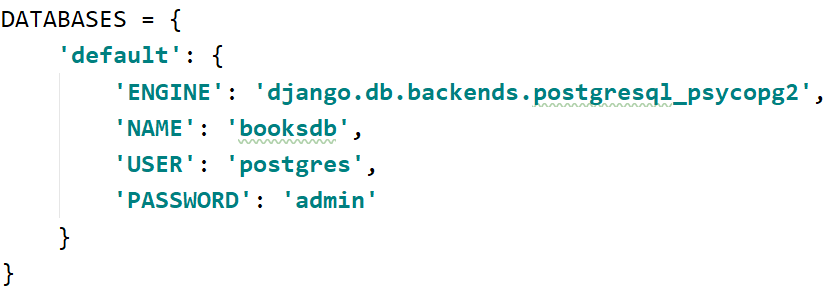 DATABASES = {
    'default': {
        'ENGINE': 'django.db.backends.postgresql_psycopg2',
        'NAME': 'booksdb',
        'USER': 'postgres',
        'PASSWORD': 'admin'
    }
}